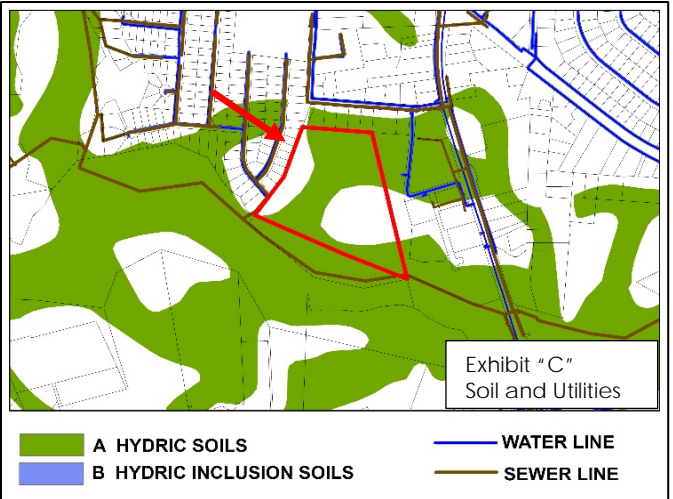 Exhibit “C”
Soil and Utilities
A HYDRIC SOILS
B HYDRIC INCLUSION SOILS
WATER LINE
SEWER LINE